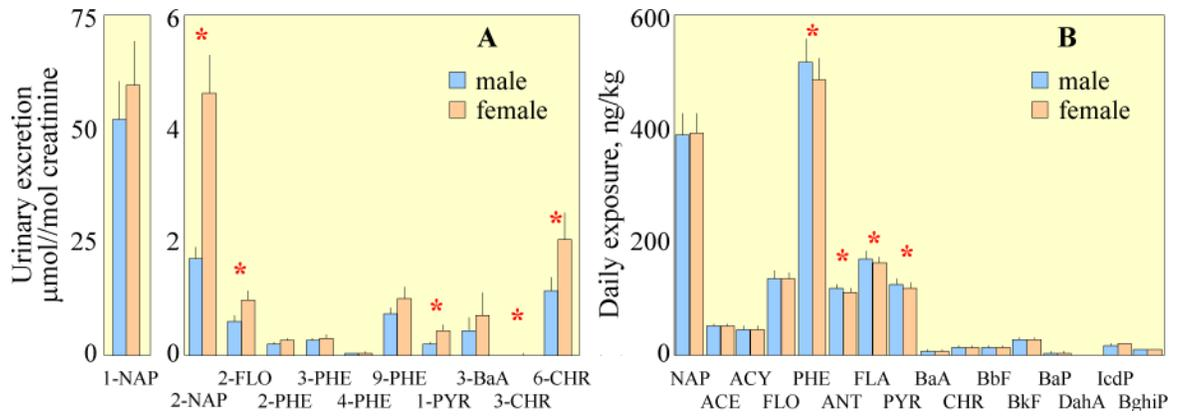 75
50
25
0
Urinary excretion
μmol//mol creatinine
1-NAP
6
4
2
0
A
male
female
*
*
*
*
*
2-FLO 3-PHE 9-PHE 3-BaA 6-CHR
2-NAP 2-PHE 4-PHE 1-PYR 3-CHR
600
400
200
0
Daily exposure, ng/kg
B
male
female
*
*
*
*
NAP ACY PHE FLA BaA BbF BaP IcdP
ACE FLO ANT PYR CHR BkF DahA BghiP